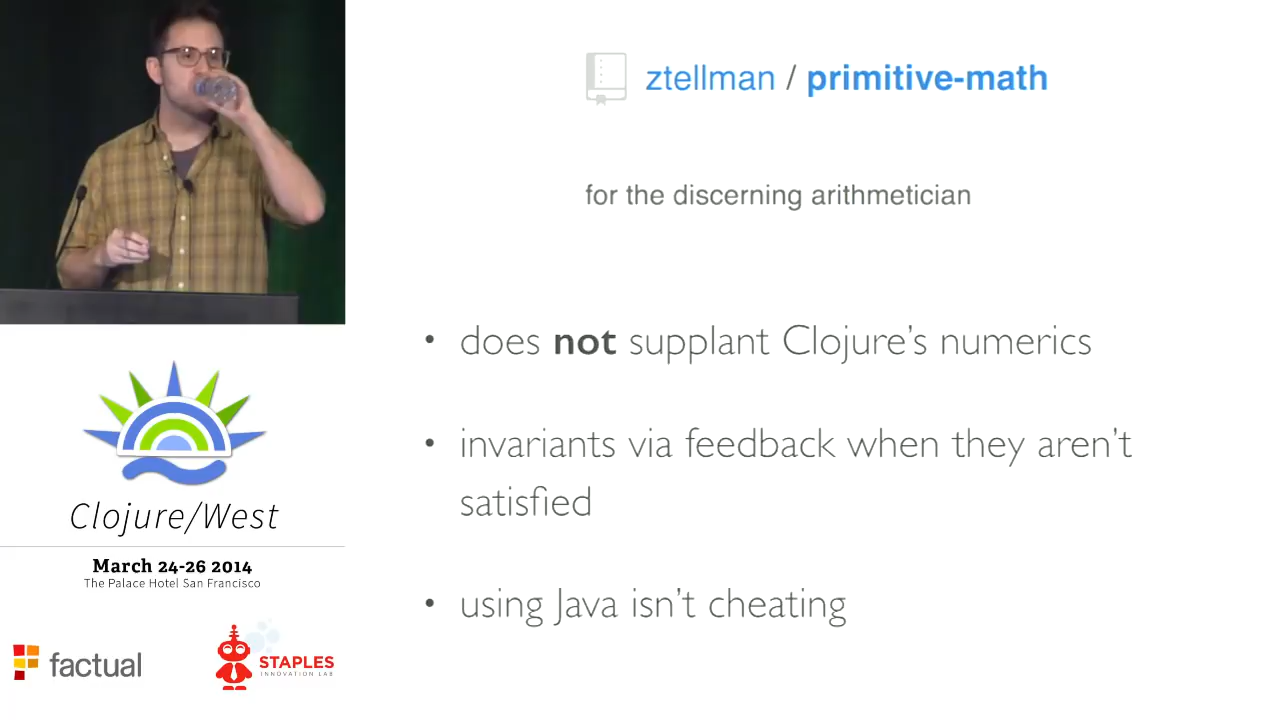 ztellman / primitive-math
for the discerning arithmetician
• does not supplant Clojure's numerics
• invariants via feedback when they aren't
satisfied
• using Java isn't cheating
Clojure/West
March 24-26 2014
The Palace Hotel San Francisco
factual
STAPLES
INNOVATION LAB